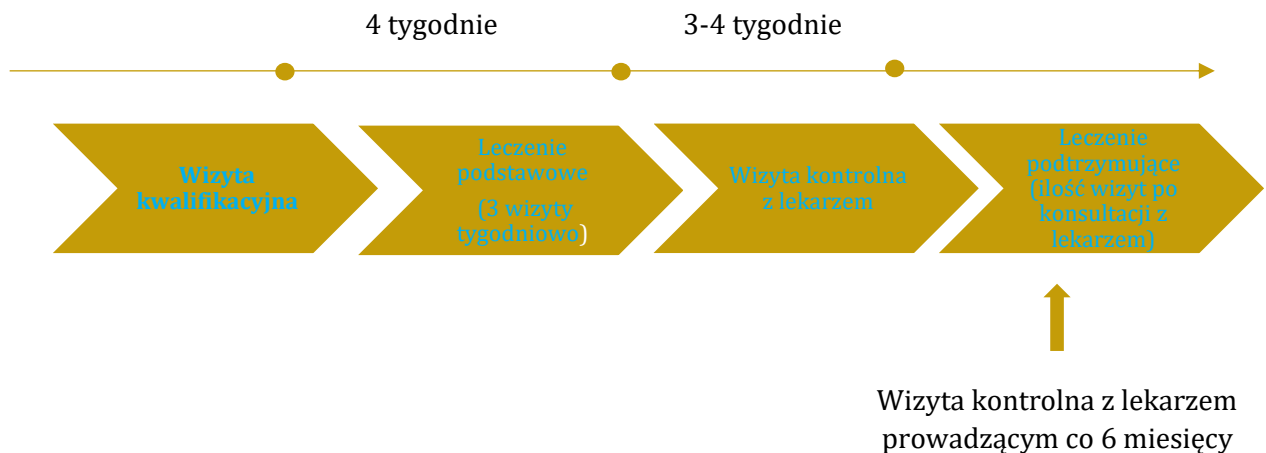 4 tygodnie
3-4 tygodnie
Wizyta
kwalifikacyjna
Leczenie
podstawowe
(3 wizyty
tygodniowo)
Wizyta kontrolna
z lekarzem
Leczenie
podtrzymujące
(ilość wizyt po
konsultacji z
lekarzem)
Wizyta kontrolna z lekarzem
prowadzącym co 6 miesięcy